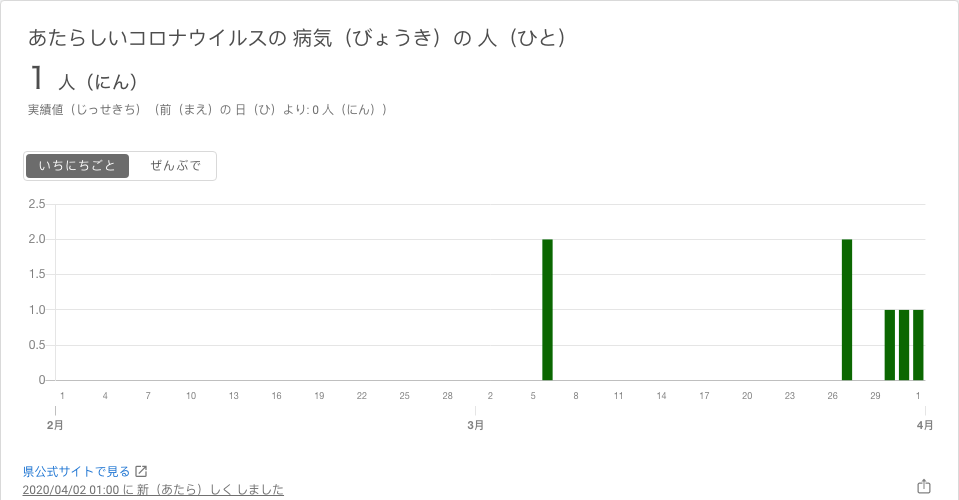 あたらしいコロナウイルスの 病気（びょうき）の 人（ひと）
1 人（にん）
実績値（じっせきち）（前（まえ）の 日（ひ）より: 0 人（にん））
いちにちごと ぜんぶで
2.5
2.0
1.5
1.0
0.5
0
1 4 7 10 13 16 19 22 25 28 2 5 8 11 14 17 20 23 26 29 1
2月 3月 4月
県公式サイトで見る
2020/04/02 01:00 に 新（あたら）しく しました